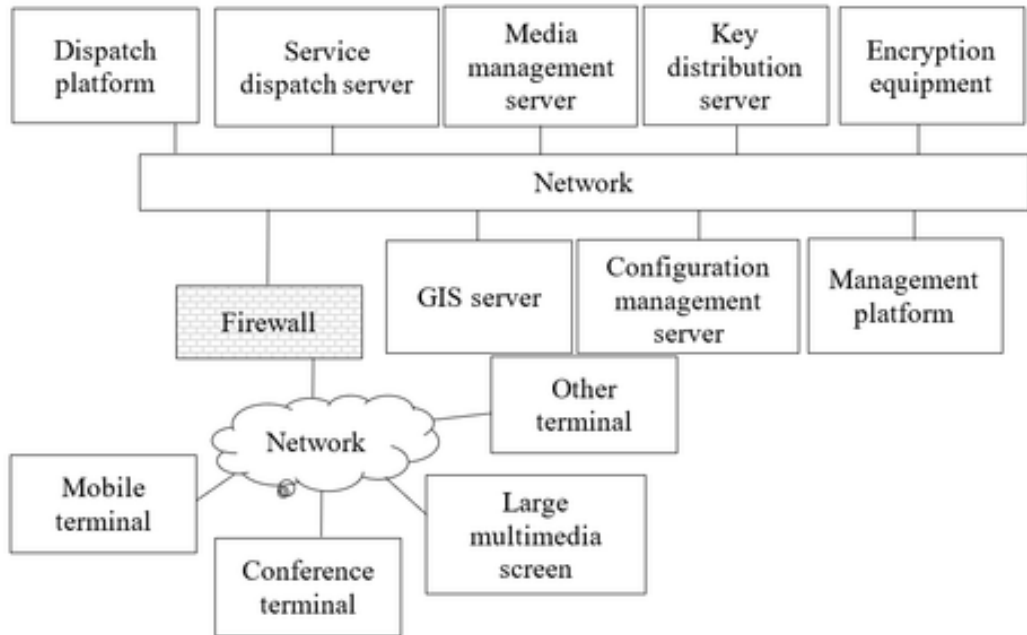 Dispatch
platform
Service
dispatch server
Media
management
server
Key
distribution
server
Encryption
equipment
Network
GIS server
Configuration
management
server
Management
platform
Firewall
Other
terminal
Network
Mobile
terminal
Large
multimedia
screen
Conference
terminal